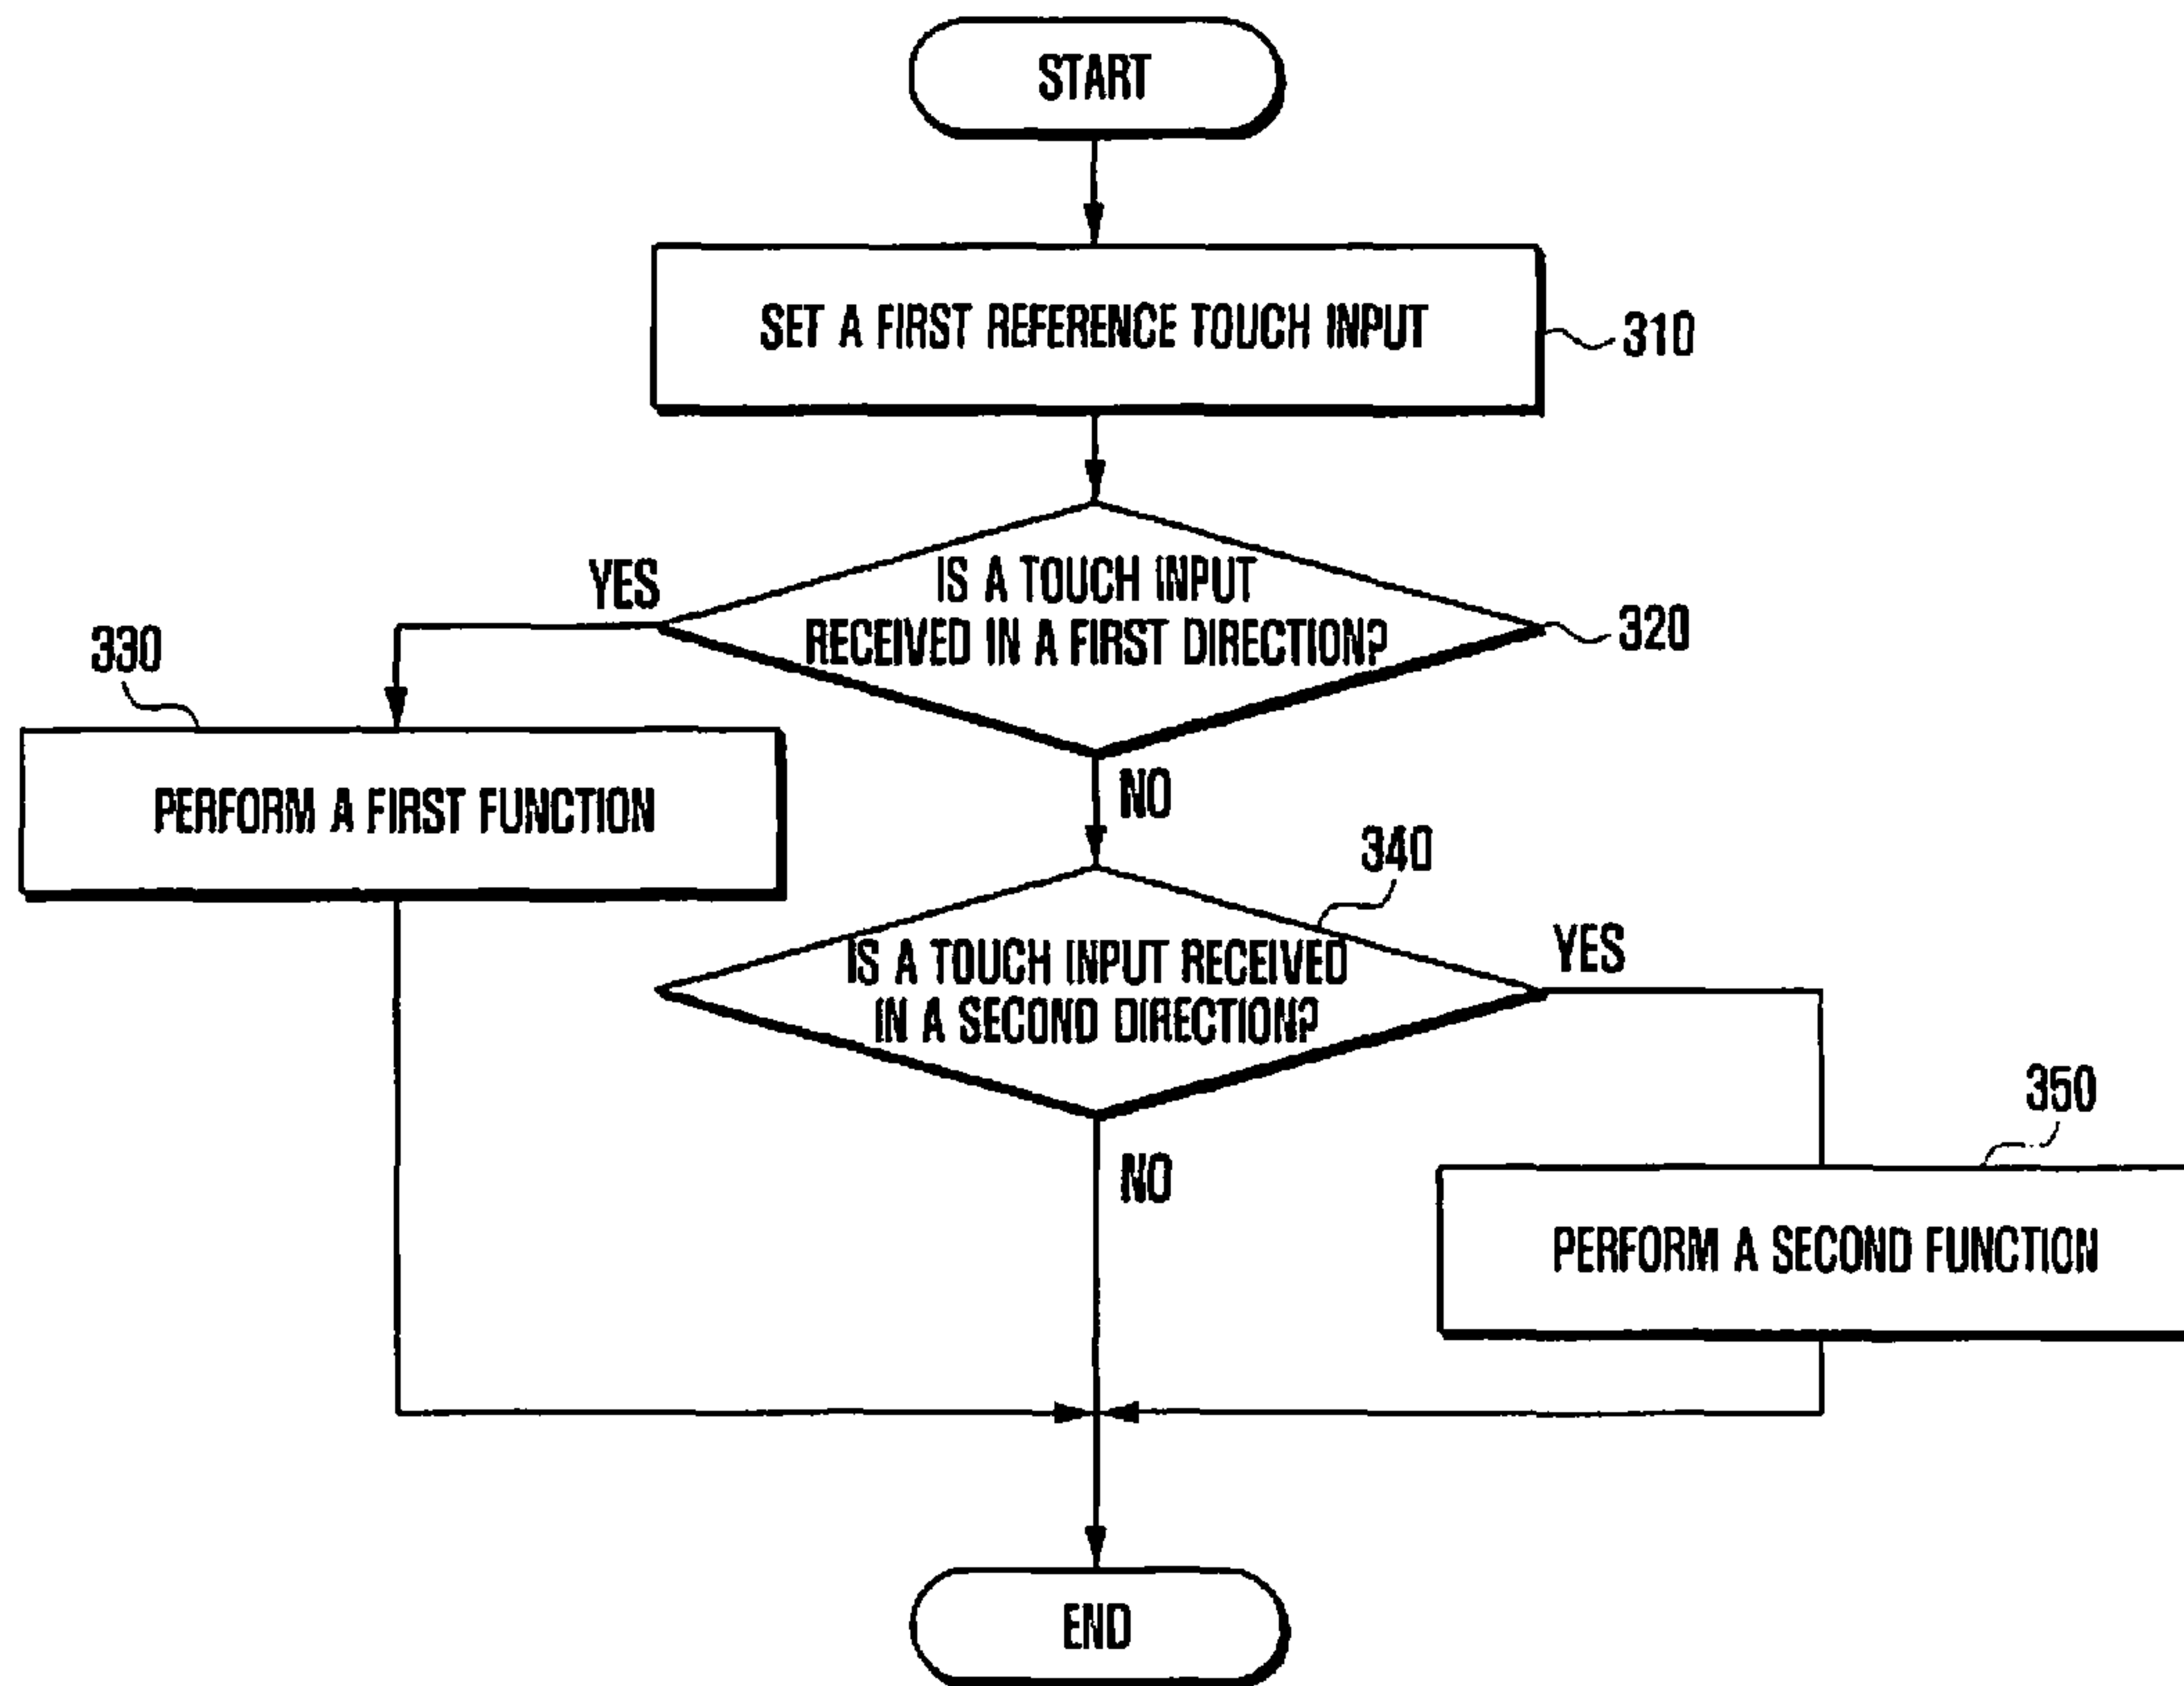 START
SET A FIRST REFERENCE TOUCH INPUT
310
YES
IS A TOUCH INPUT
RECEIVED IN A FIRST DIRECTION?
320
330
PERFORM A FIRST FUNCTION
NO
340
IS A TOUCH INPUT RECEIVED
IN A SECOND DIRECTION?
YES
350
NO
PERFORM A SECOND FUNCTION
END